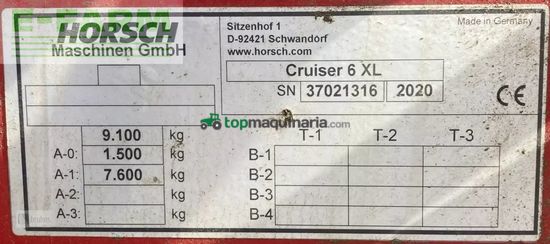 E-FARM
HORSCH
Maschinen GmbH
Sitzenhof 1
D-92421 Schwandorf
www.horsch.com
Made in Germany
Cruiser 6 XL
SN 37021316 2020
CE
topmaquinaria.com
9.100 kg
A-0: 1.500 kg
A-1: 7.600 kg
A-2: kg
A-3: kg
T-1 T-2 T-3
B-1
B-2
B-3
B-4